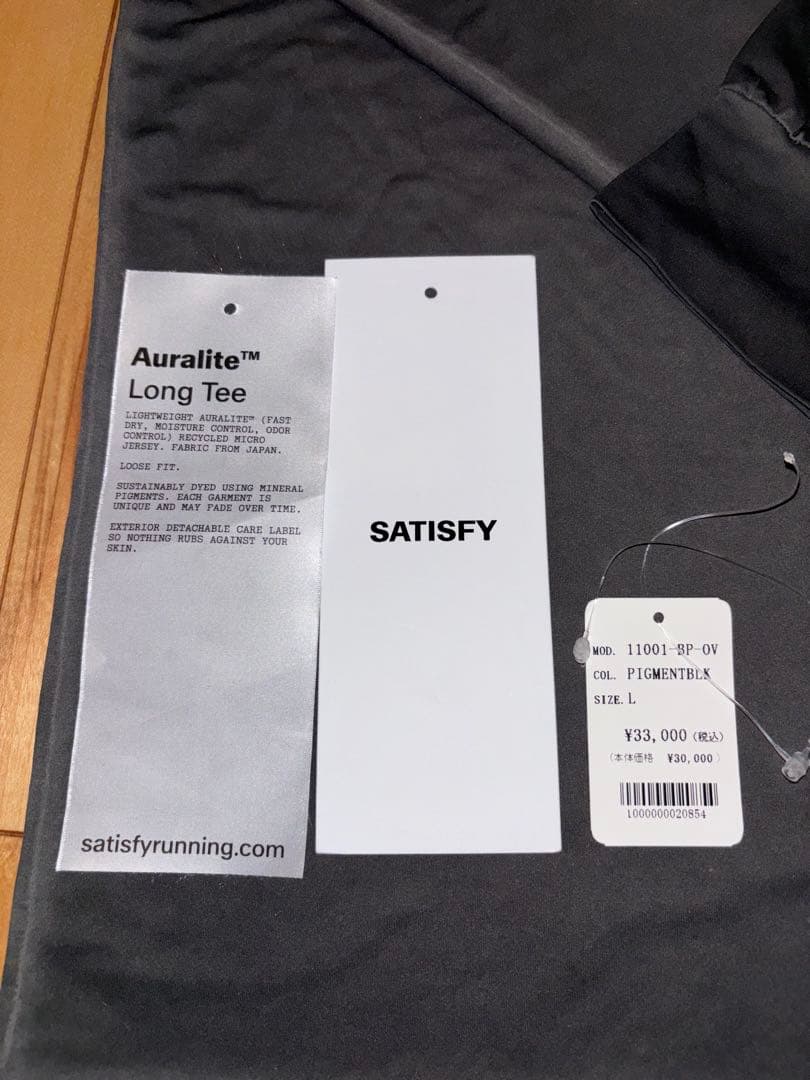 Auralite™
Long Tee
LIGHTWEIGHT AURALITE™ (FAST
DRY, MOISTURE CONTROL, ODOR
CONTROL) RECYCLED MICRO
JERSEY. FABRIC FROM JAPAN.
LOOSE FIT.
SUSTAINABLY DYED USING MINERAL
PIGMENTS. EACH GARMENT IS
UNIQUE AND MAY FADE OVER TIME.
EXTERIOR DETACHABLE CARE LABEL
SO NOTHING RUBS AGAINST YOUR
SKIN.
satisfyrunning.com
SATISFY
MOD. 11001-BP-OV
COL. PIGMENTBLK
SIZE. L
¥33,000 (税込)
(本体価格 ¥30,000 )
1000000020854